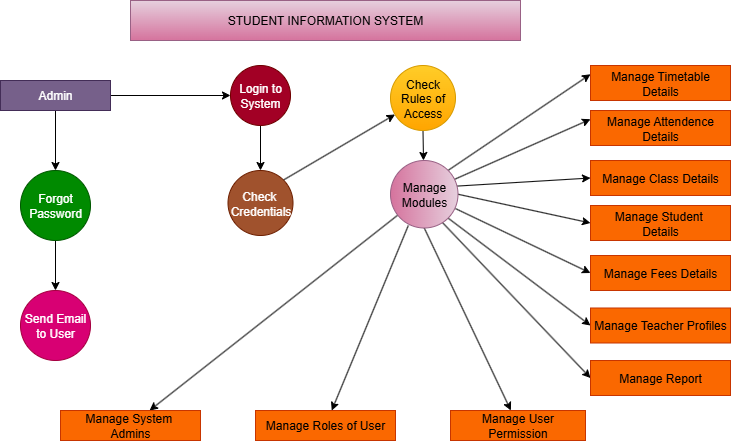 STUDENT INFORMATION SYSTEM
Admin
Login to
System
Check
Rules of
Access
Manage Timetable
Details
Manage Attendence
Details
Forgot
Password
Check
Credentials
Manage
Modules
Manage Class Details
Manage Student
Details
Manage Fees Details
Send Email
to User
Manage Teacher Profiles
Manage Report
Manage System
Admins
Manage Roles of User
Manage User
Permission